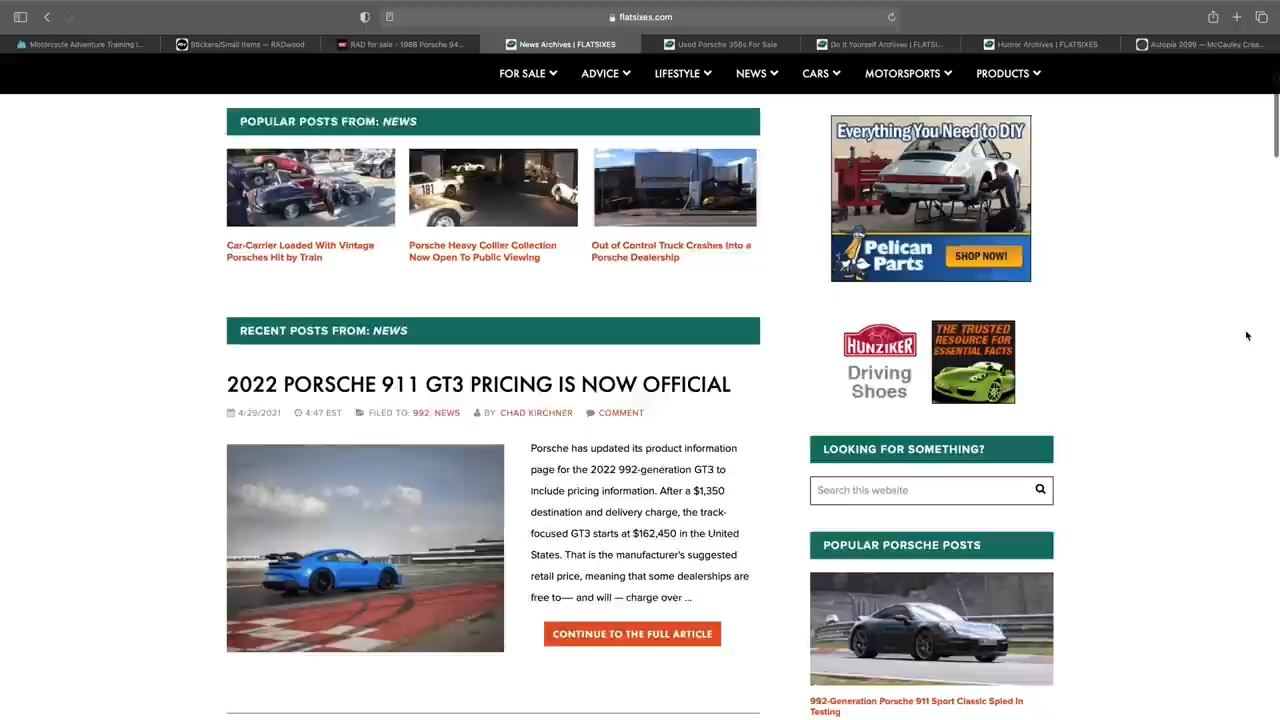 flatsixes.com
Motorcycle Adventure Training i...
Stickers/Small Items — RADwood
RAD for sale - 1988 Porsche 94...
News Archives | FLATSIXES
Used Porsche 356s For Sale
Do It Yourself Archives | FLATSI...
Humor Archives | FLATSIXES
Autopia 2099 — McCauley Crea...
FOR SALE ADVICE LIFESTYLE NEWS CARS MOTORSPORTS PRODUCTS
POPULAR POSTS FROM: NEWS
181
Car-Carrier Loaded With Vintage
Porsches Hit by Train
Porsche Heavy Collier Collection
Now Open To Public Viewing
Out of Control Truck Crashes Into a
Porsche Dealership
RECENT POSTS FROM: NEWS
2022 PORSCHE 911 GT3 PRICING IS NOW OFFICIAL
4/29/2021 4:47 EST FILED TO: 992, NEWS BY CHAD KIRCHNER COMMENT
Porsche has updated its product information
page for the 2022 992-generation GT3 to
include pricing information. After a $1,350
destination and delivery charge, the track-
focused GT3 starts at $162,450 in the United
States. That is the manufacturer's suggested
retail price, meaning that some dealerships are
free to— and will — charge over ...
CONTINUE TO THE FULL ARTICLE
Everything You Need to DIY
Pelican
Parts
SHOP NOW!
HUNZIKER
Driving
Shoes
THE TRUSTED
RESOURCE FOR
ESSENTIAL FACTS
LOOKING FOR SOMETHING?
Search this website
POPULAR PORSCHE POSTS
992-Generation Porsche 911 Sport Classic Spied In
Testing